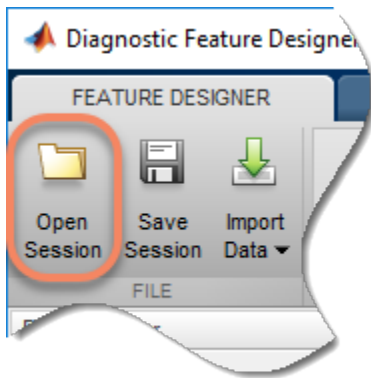 Diagnostic Feature Designer
FEATURE DESIGNER
Open Save Import
Session Session Data
FILE